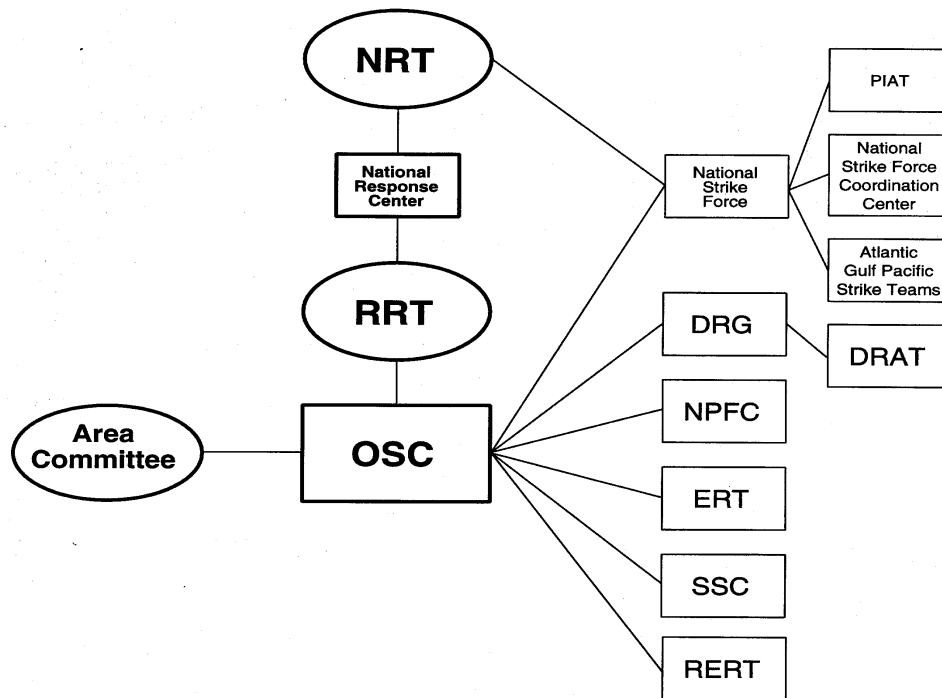 NRT
National
Response
Center
RRT
Area
Committee
OSC
National
Strike
Force
PIAT
National
Strike Force
Coordination
Center
Atlantic
Gulf Pacific
Strike Teams
DRG
DRAT
NPFC
ERT
SSC
RERT